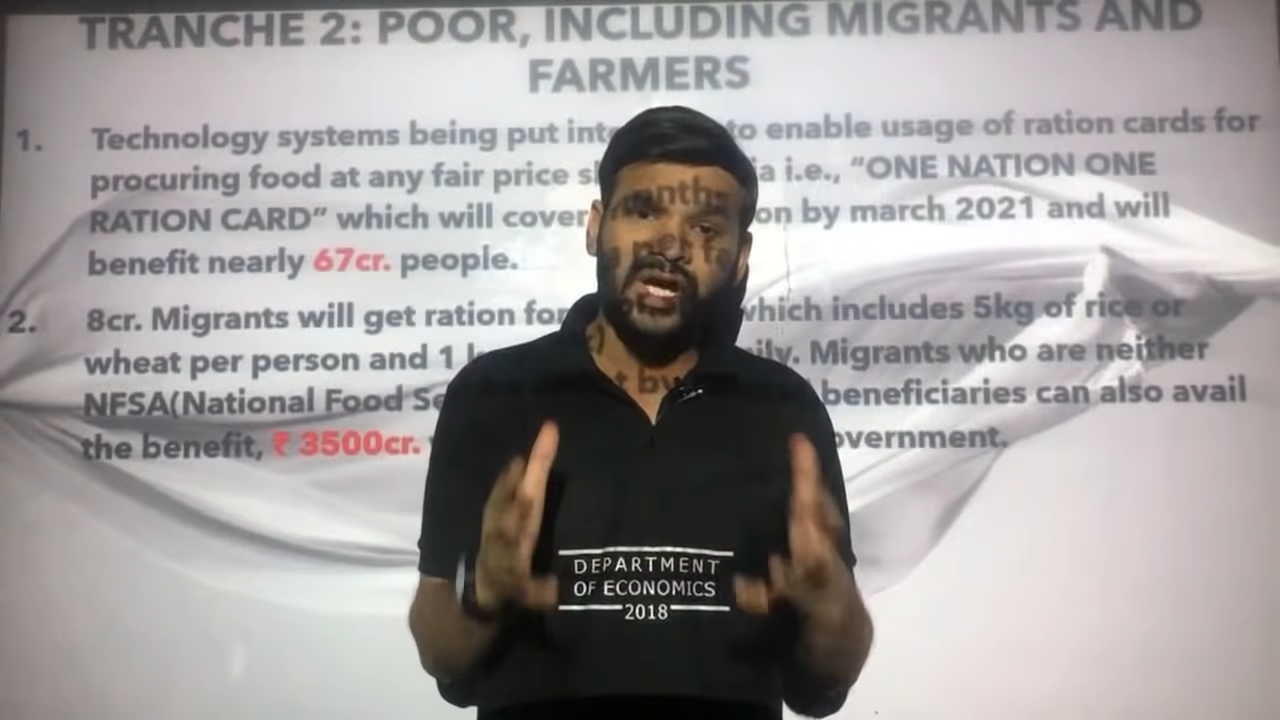 TRANCHE 2: POOR, INCLUDING MIGRANTS AND
FARMERS
1. Technology systems being put to enable usage of ration cards for
procuring food at any fair price i.e., “ONE NATION ONE
RATION CARD” which will cover on by march 2021 and will
benefit nearly 67cr. people.
2. 8cr. Migrants will get ration for which includes 5kg of rice or
wheat per person and 1 Migrants who are neither
NFSA(National Food beneficiaries can also avail
the benefit, ₹ 3500cr. government.
DEPARTMENT
OF ECONOMICS
2018